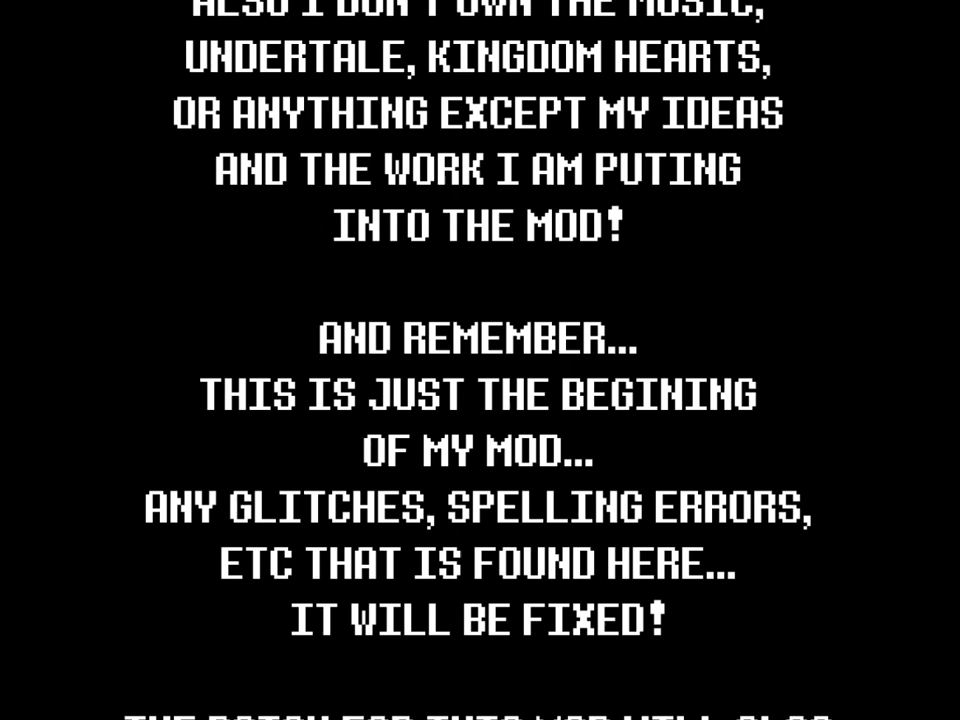 ALSO I DON'T OWN THE MUSIC,
UNDERTALE, KINGDOM HEARTS,
OR ANYTHING EXCEPT MY IDEAS
AND THE WORK I AM PUTING
INTO THE MOD!
AND REMEMBER...
THIS IS JUST THE BEGINING
OF MY MOD...
ANY GLITCHES, SPELLING ERRORS,
ETC THAT IS FOUND HERE...
IT WILL BE FIXED!